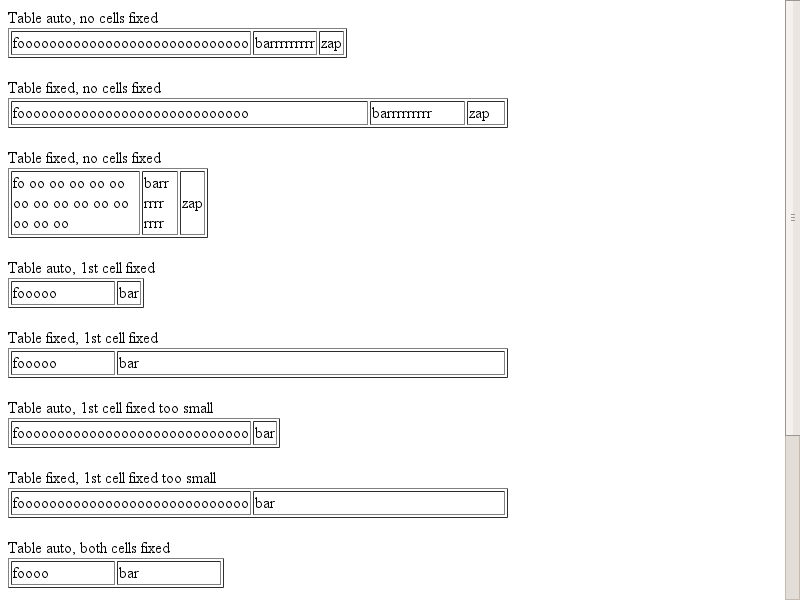 Table auto, no cells fixed
fooooooooooooooooooooooooooooo barrrrrrrrr zap
Table fixed, no cells fixed
fooooooooooooooooooooooooooooo barrrrrrrrr zap
Table fixed, no cells fixed
fo oo oo oo oo oo barr
oo oo oo oo oo oo rrrr zap
oo oo oo rrrr
Table auto, 1st cell fixed
fooooo bar
Table fixed, 1st cell fixed
fooooo bar
Table auto, 1st cell fixed too small
fooooooooooooooooooooooooooooo bar
Table fixed, 1st cell fixed too small
fooooooooooooooooooooooooooooo bar
Table auto, both cells fixed
foooo bar